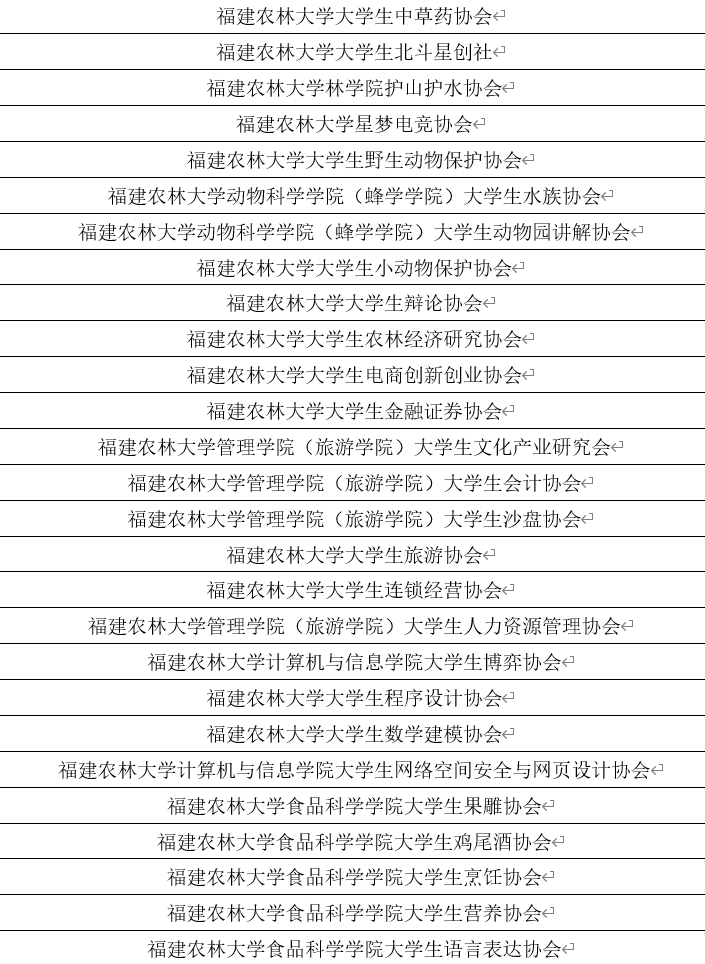 福建农林大学大学生中草药协会
福建农林大学大学生北斗星创社
福建农林大学林学院护山护水协会
福建农林大学星梦电竞协会
福建农林大学大学生野生动物保护协会
福建农林大学动物科学学院（蜂学学院）大学生水族协会
福建农林大学动物科学学院（蜂学学院）大学生动物园讲解协会
福建农林大学大学生小动物保护协会
福建农林大学大学生辩论协会
福建农林大学大学生农林经济研究协会
福建农林大学大学生电商创新创业协会
福建农林大学大学生金融证券协会
福建农林大学管理学院（旅游学院）大学生文化产业研究会
福建农林大学管理学院（旅游学院）大学生会计协会
福建农林大学管理学院（旅游学院）大学生沙盘协会
福建农林大学大学生旅游协会
福建农林大学大学生连锁经营协会
福建农林大学管理学院（旅游学院）大学生人力资源管理协会
福建农林大学计算机与信息学院大学生博弈协会
福建农林大学大学生程序设计协会
福建农林大学大学生数学建模协会
福建农林大学计算机与信息学院大学生网络空间安全与网页设计协会
福建农林大学食品科学学院大学生果雕协会
福建农林大学食品科学学院大学生鸡尾酒协会
福建农林大学食品科学学院大学生烹饪协会
福建农林大学食品科学学院大学生营养协会
福建农林大学食品科学学院大学生语言表达协会